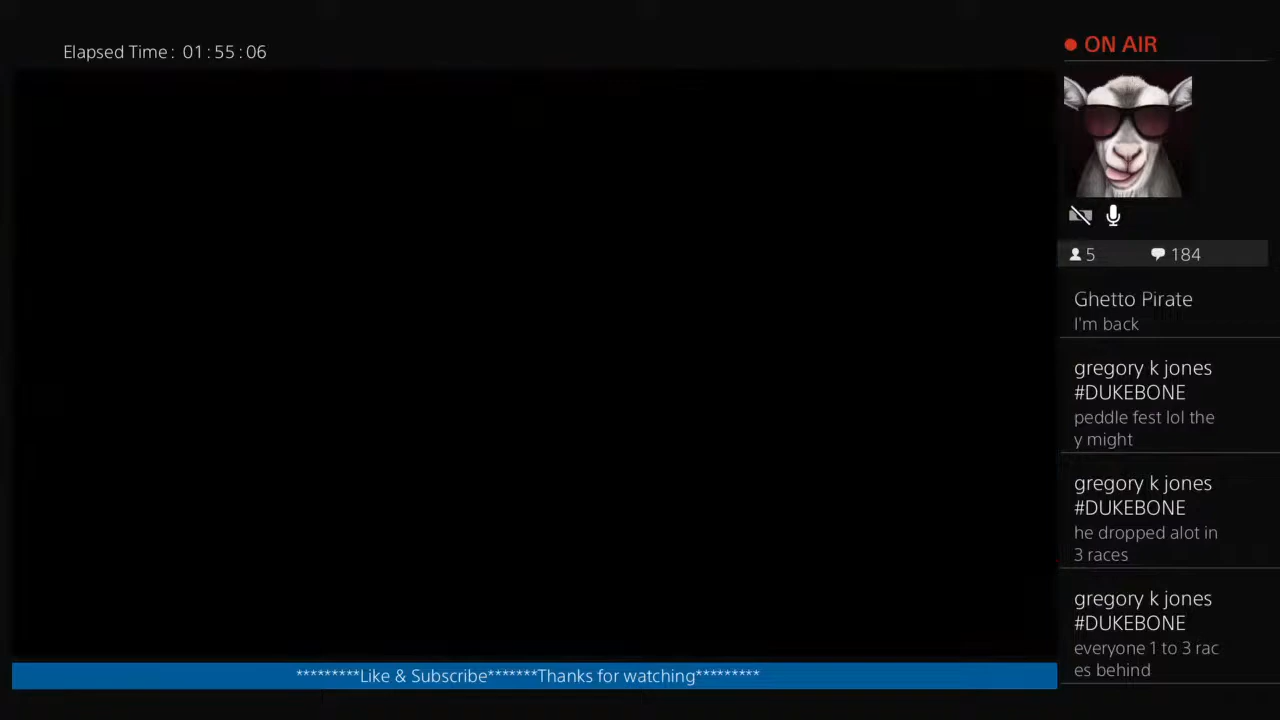 Elapsed Time: 01:55:06
ON AIR
5 184
Ghetto Pirate
I'm back
gregory k jones
#DUKEBONE
peddle fest lol the
y might
gregory k jones
#DUKEBONE
he dropped alot in
3 races
gregory k jones
#DUKEBONE
everyone 1 to 3 rac
es behind
*********Like & Subscribe*******Thanks for watching*********